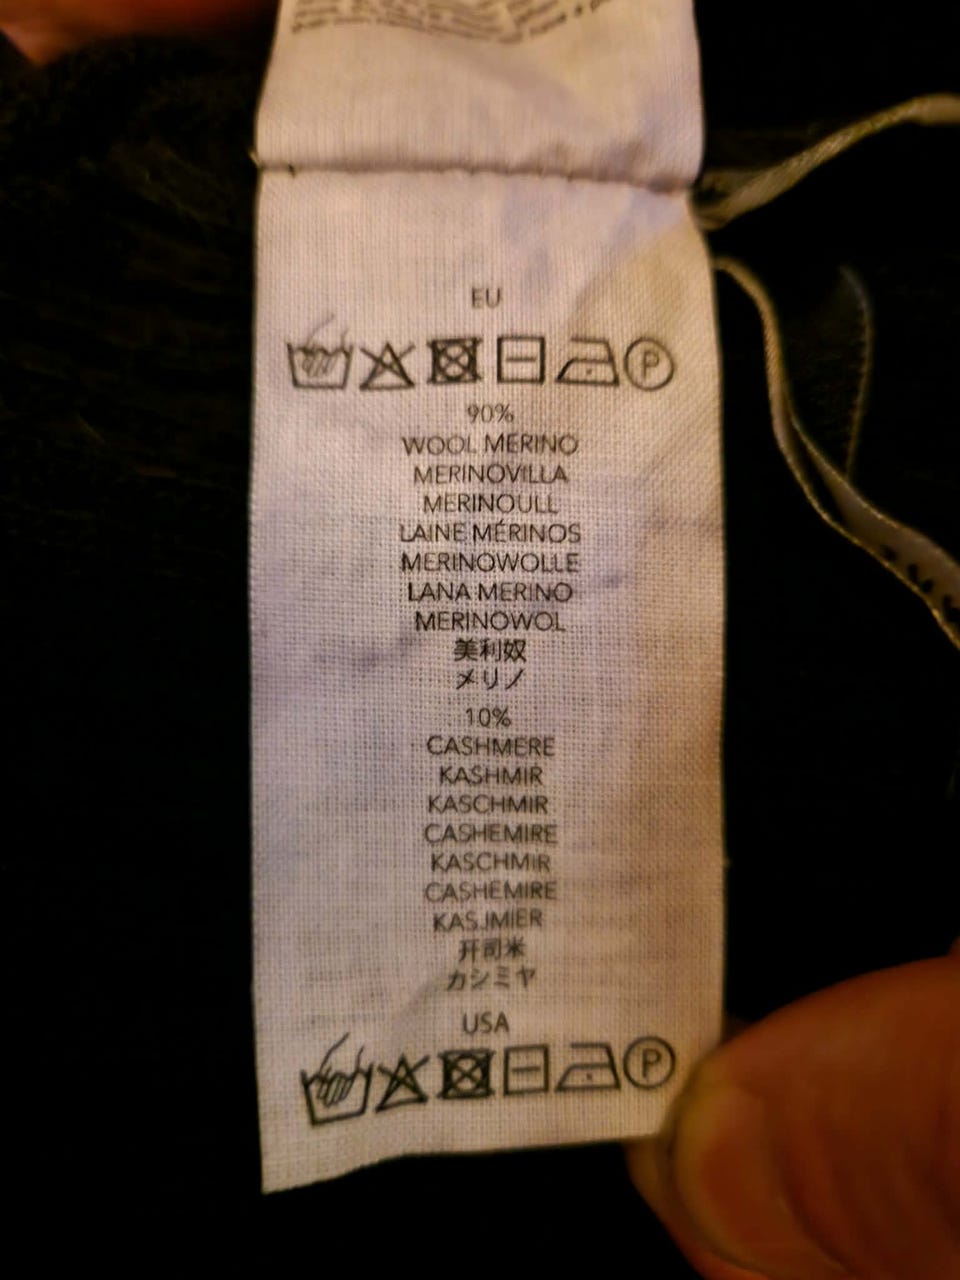 EU
P
90%
WOOL MERINO
MERINOVILLA
MERINOULL
LAINE MÉRINOS
MERINOWOLLE
LANA MERINO
MERINOWOL
美利奴
メリノ
10%
CASHMERE
KASHMIR
KASCHMIR
CASHEMIRE
KASCHMIR
CASHEMIRE
KASJMIER
开司米
カシミヤ
USA
P